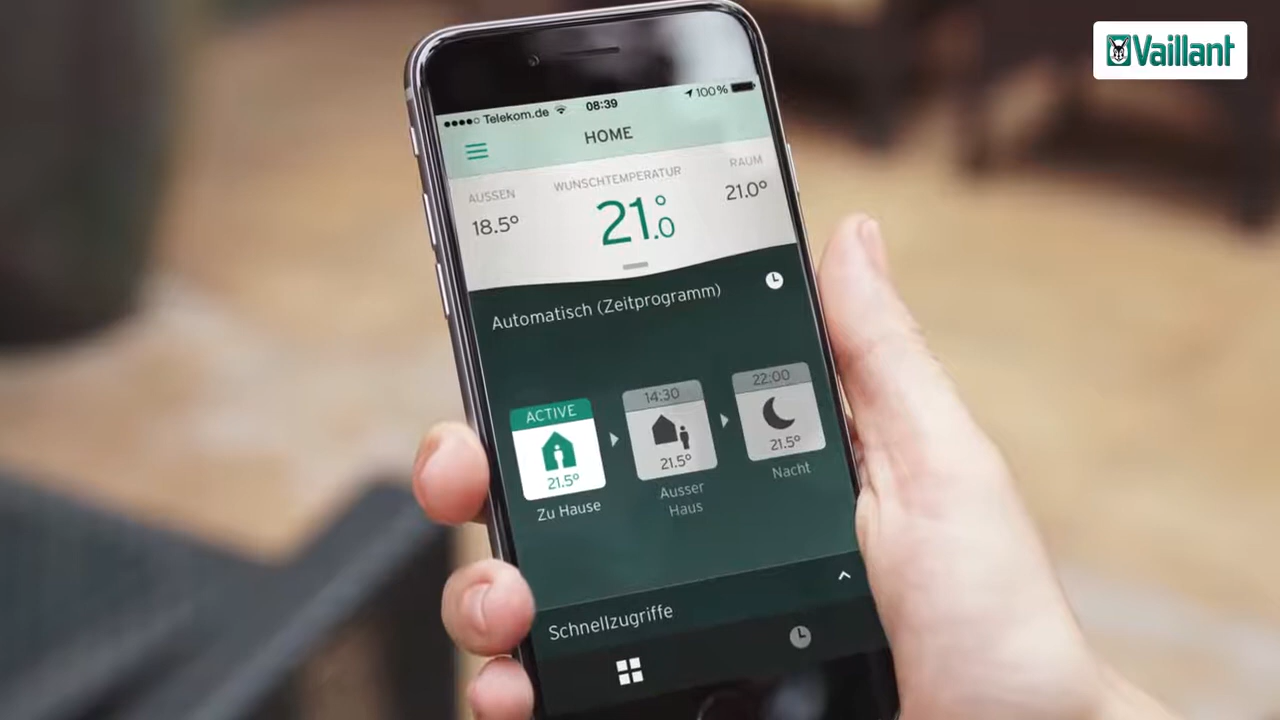 Vaillant
Telekom.de 08:39 100%
HOME
AUSSEN WUNSCHTEMPERATUR RAUM
18.5° 21.0° 21.0°
Automatisch (Zeitprogramm)
ACTIVE 14:30 22:00
21.5° 21.5° 21.5°
Zu Hause Ausser Haus Nacht
Schnellzugriffe